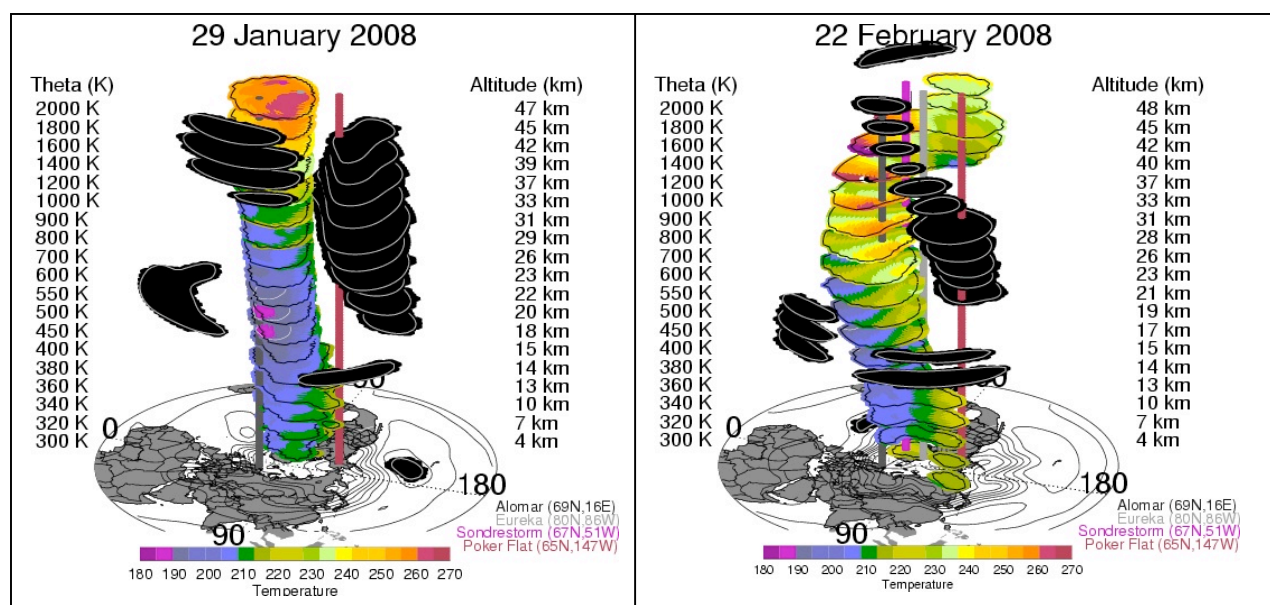 29 January 2008
Theta (K) Altitude (km)
2000 K 47 km
1800 K 45 km
1600 K 42 km
1400 K 39 km
1200 K 37 km
1000 K 33 km
900 K 31 km
800 K 29 km
700 K 26 km
600 K 23 km
550 K 22 km
500 K 20 km
450 K 18 km
400 K 15 km
380 K 14 km
360 K 13 km
340 K 10 km
320 K 7 km
300 K 4 km
0
180
90
Alomar (69N,16E)
Eureka (80N,86W)
Sondrestorm (67N,51W)
Poker Flat (65N,147W)
180 190 200 210 220 230 240 250 260 270
Temperature
22 February 2008
Theta (K) Altitude (km)
2000 K 48 km
1800 K 45 km
1600 K 42 km
1400 K 40 km
1200 K 37 km
1000 K 33 km
900 K 31 km
800 K 28 km
700 K 26 km
600 K 23 km
550 K 21 km
500 K 19 km
450 K 17 km
400 K 15 km
380 K 14 km
360 K 13 km
340 K 10 km
320 K 7 km
300 K 4 km
0
180
90
Alomar (69N,16E)
Eureka (80N,86W)
Sondrestorm (67N,51W)
Poker Flat (65N,147W)
180 190 200 210 220 230 240 250 260 270
Temperature